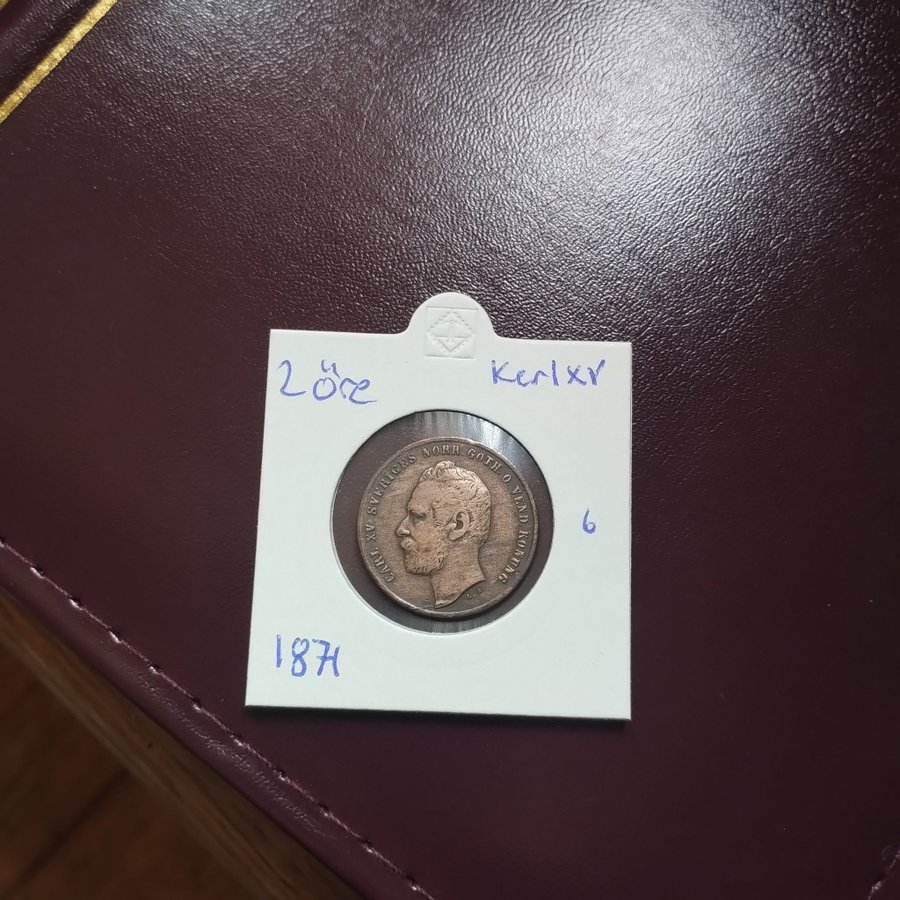 2 öre
Karl XV
CARL XV SVERIGES NORR. GOTH. O. VEND. KONUNG.
6
1871